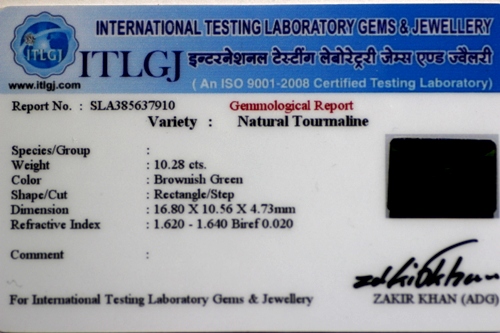 INTERNATIONAL TESTING LABORATORY GEMS & JEWELLERY
ITLGJ
ITLGJ
इन्टरनेशनल टेस्टींग लेबोरेट्ररी जेम्स एण्ड ज्वैलरी
www.itlgj.com
( An ISO 9001-2008 Certified Testing Laboratory)
Report No. : SLA385637910
Gemmological Report
Variety : Natural Tourmaline
Species/Group :
Weight : 10.28 cts.
Color : Brownish Green
Shape/Cut : Rectangle/Step
Dimension : 16.80 X 10.56 X 4.73mm
Refractive Index : 1.620 - 1.640 Biref 0.020
Comment :
For International Testing Laboratory Gems & Jewellery
ZAKIR KHAN (ADG)